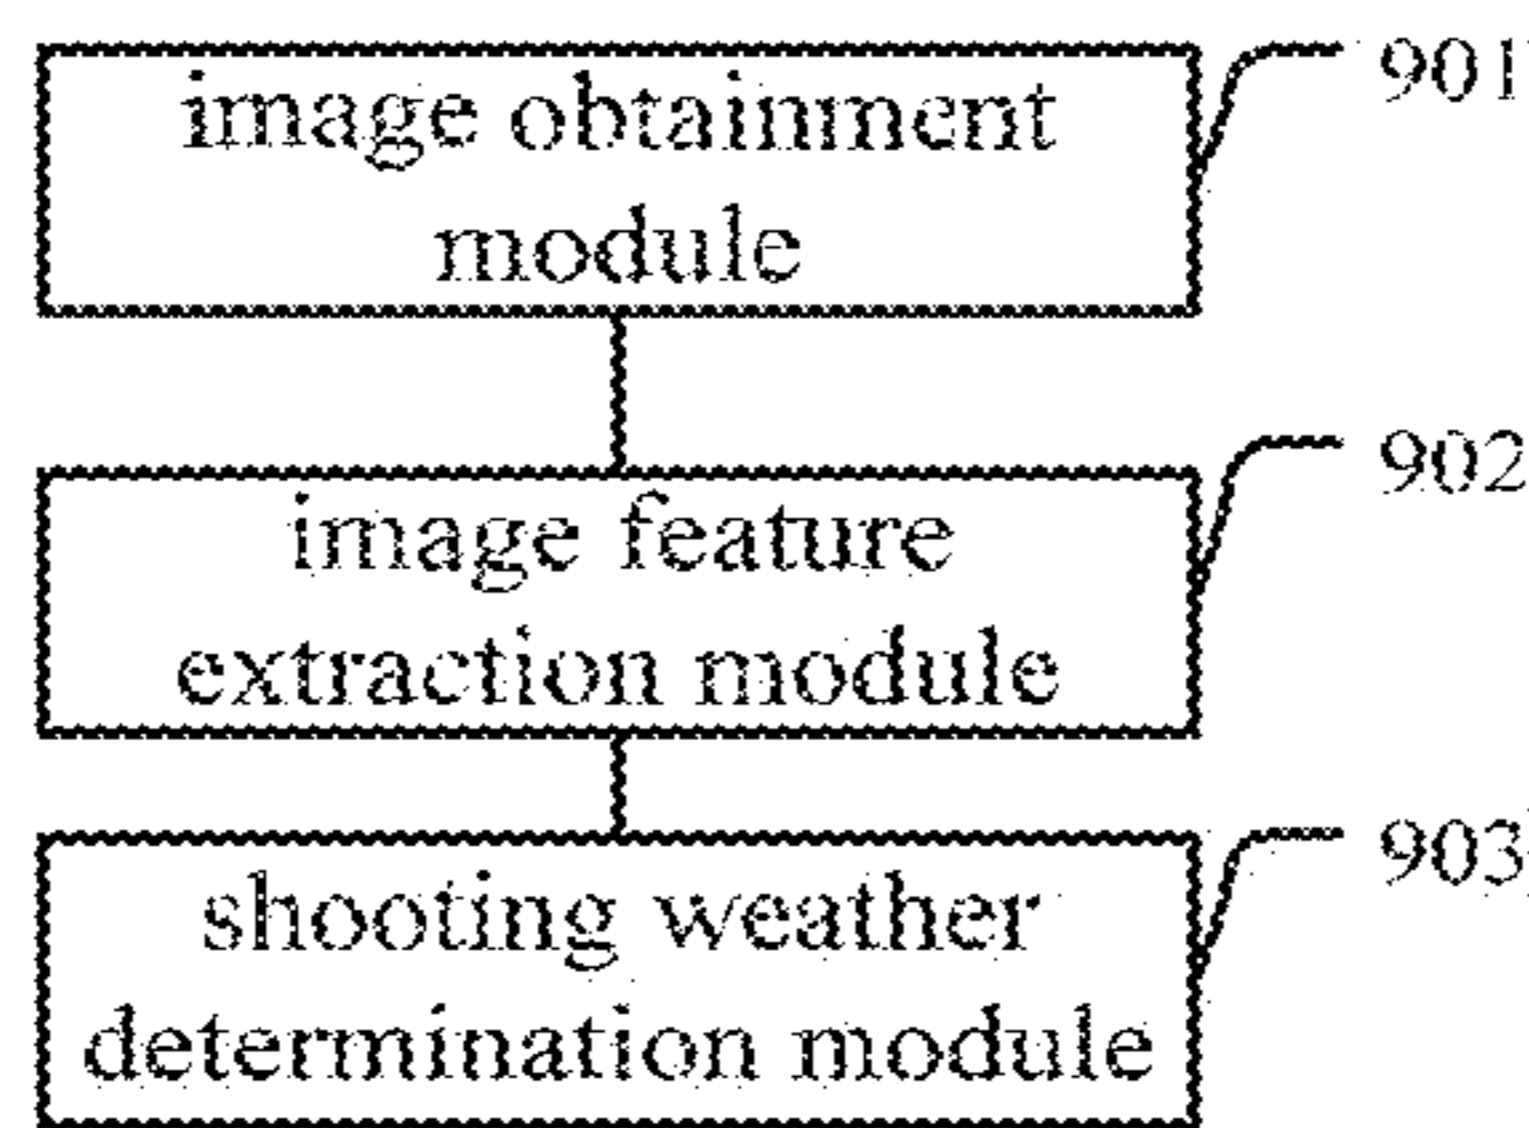 image obtainment
module
901
image feature
extraction module
902
shooting weather
determination module
903